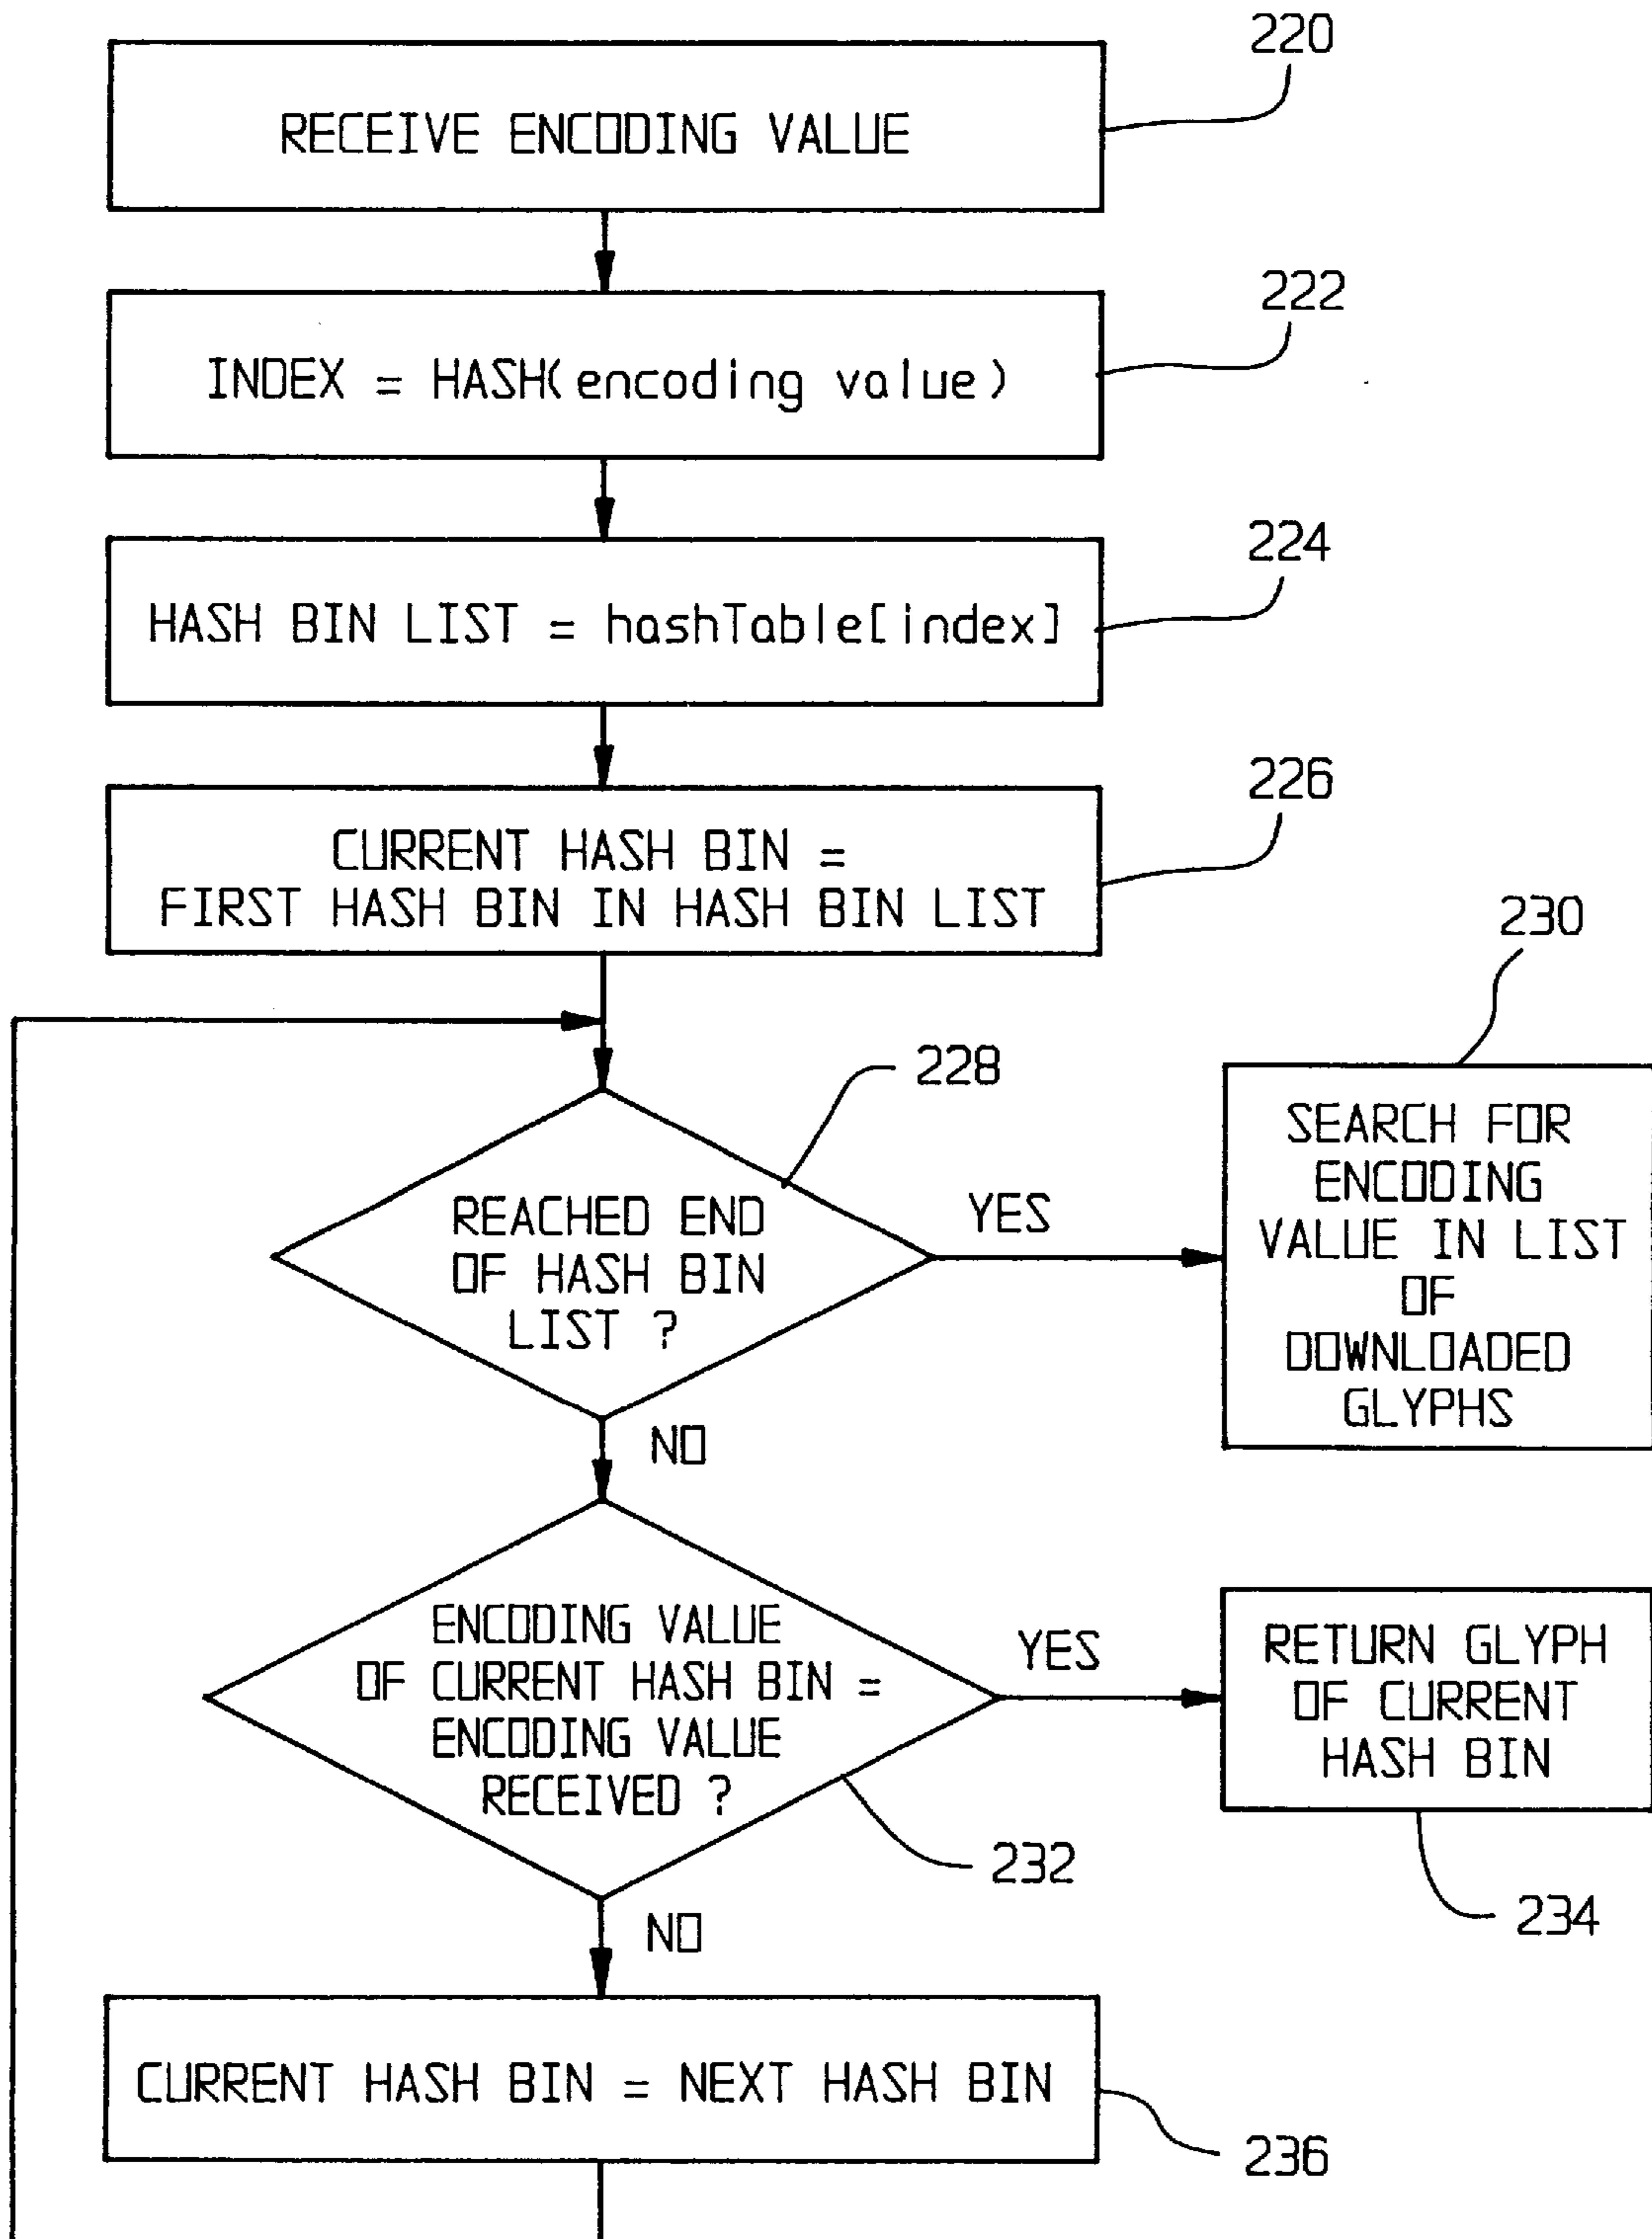 220
RECEIVE ENCODING VALUE
222
INDEX = HASH(encoding value)
224
HASH BIN LIST = hashTable[index]
226
CURRENT HASH BIN =
FIRST HASH BIN IN HASH BIN LIST
230
228
SEARCH FOR
ENCODING
VALUE IN LIST
OF
DOWNLOADED
GLYPHS
REACHED END
OF HASH BIN
LIST ?
YES
NO
ENCODING VALUE
OF CURRENT HASH BIN =
ENCODING VALUE
RECEIVED ?
YES
RETURN GLYPH
OF CURRENT
HASH BIN
232
234
NO
CURRENT HASH BIN = NEXT HASH BIN
236